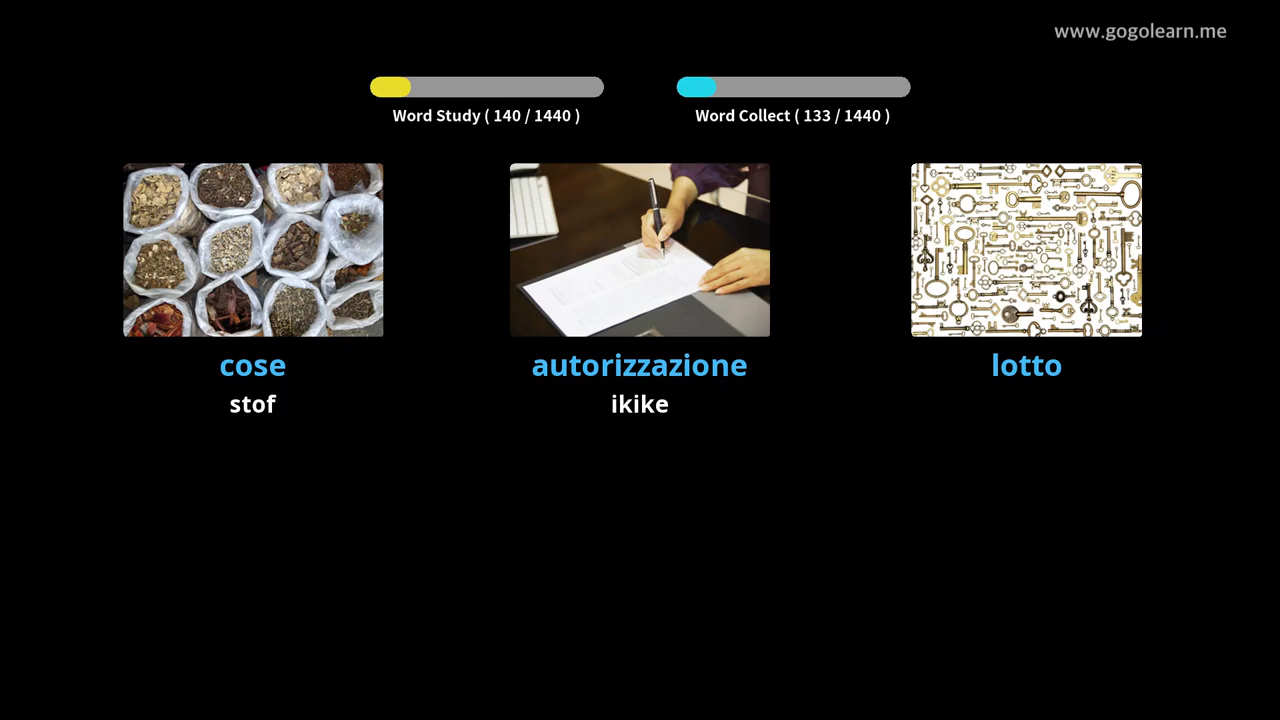 www.gogolearn.me
Word Study ( 140 / 1440 )
Word Collect ( 133 / 1440 )
cose
autorizzazione
lotto
stof
ikike